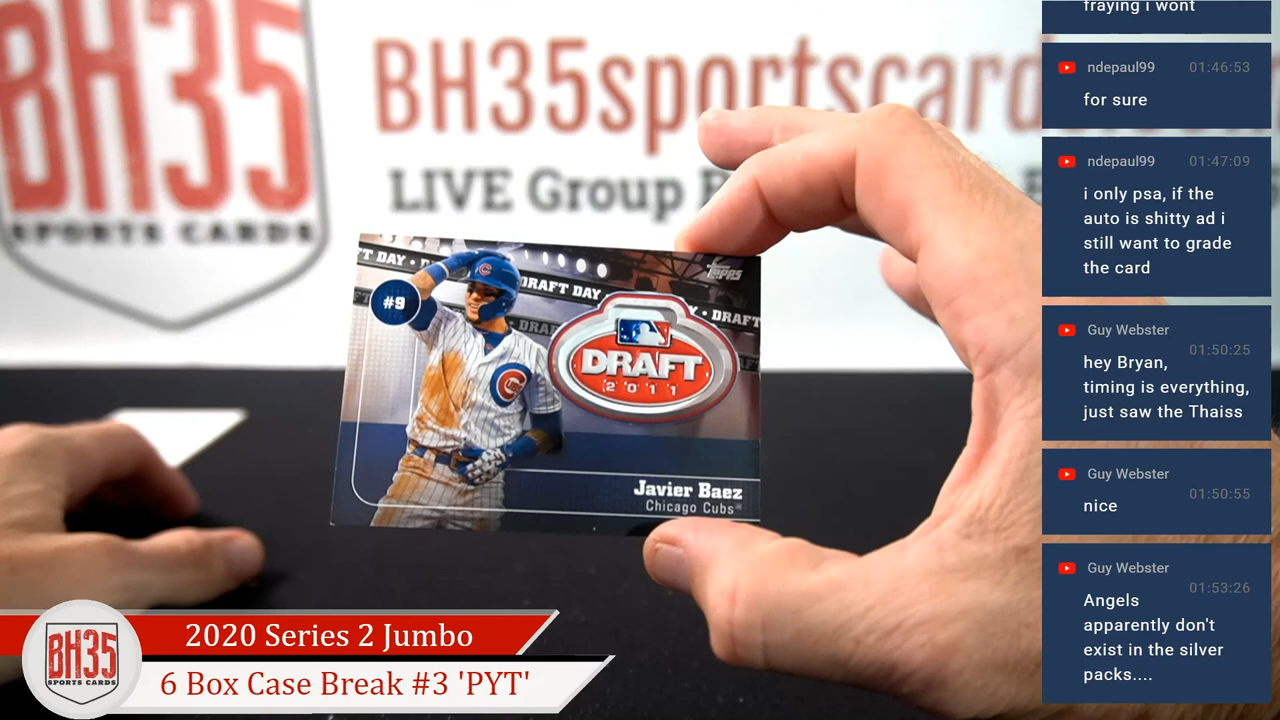 BH35
SPORTS CARDS
BH35sportscard
LIVE Group
DRAFT DAY
T DAY • DRAFT DAY
#9
Topps
DRAFT
2011
Javier Baez
Chicago Cubs
2020 Series 2 Jumbo
6 Box Case Break #3 'PYT'
BH35
SPORTS CARDS
fraying i wont
ndepaul99 01:46:53
for sure
ndepaul99 01:47:09
i only psa, if the
auto is shitty ad i
still want to grade
the card
Guy Webster
01:50:25
hey Bryan,
timing is everything,
just saw the Thaiss
Guy Webster
01:50:55
nice
Guy Webster
01:53:26
Angels
apparently don't
exist in the silver
packs....